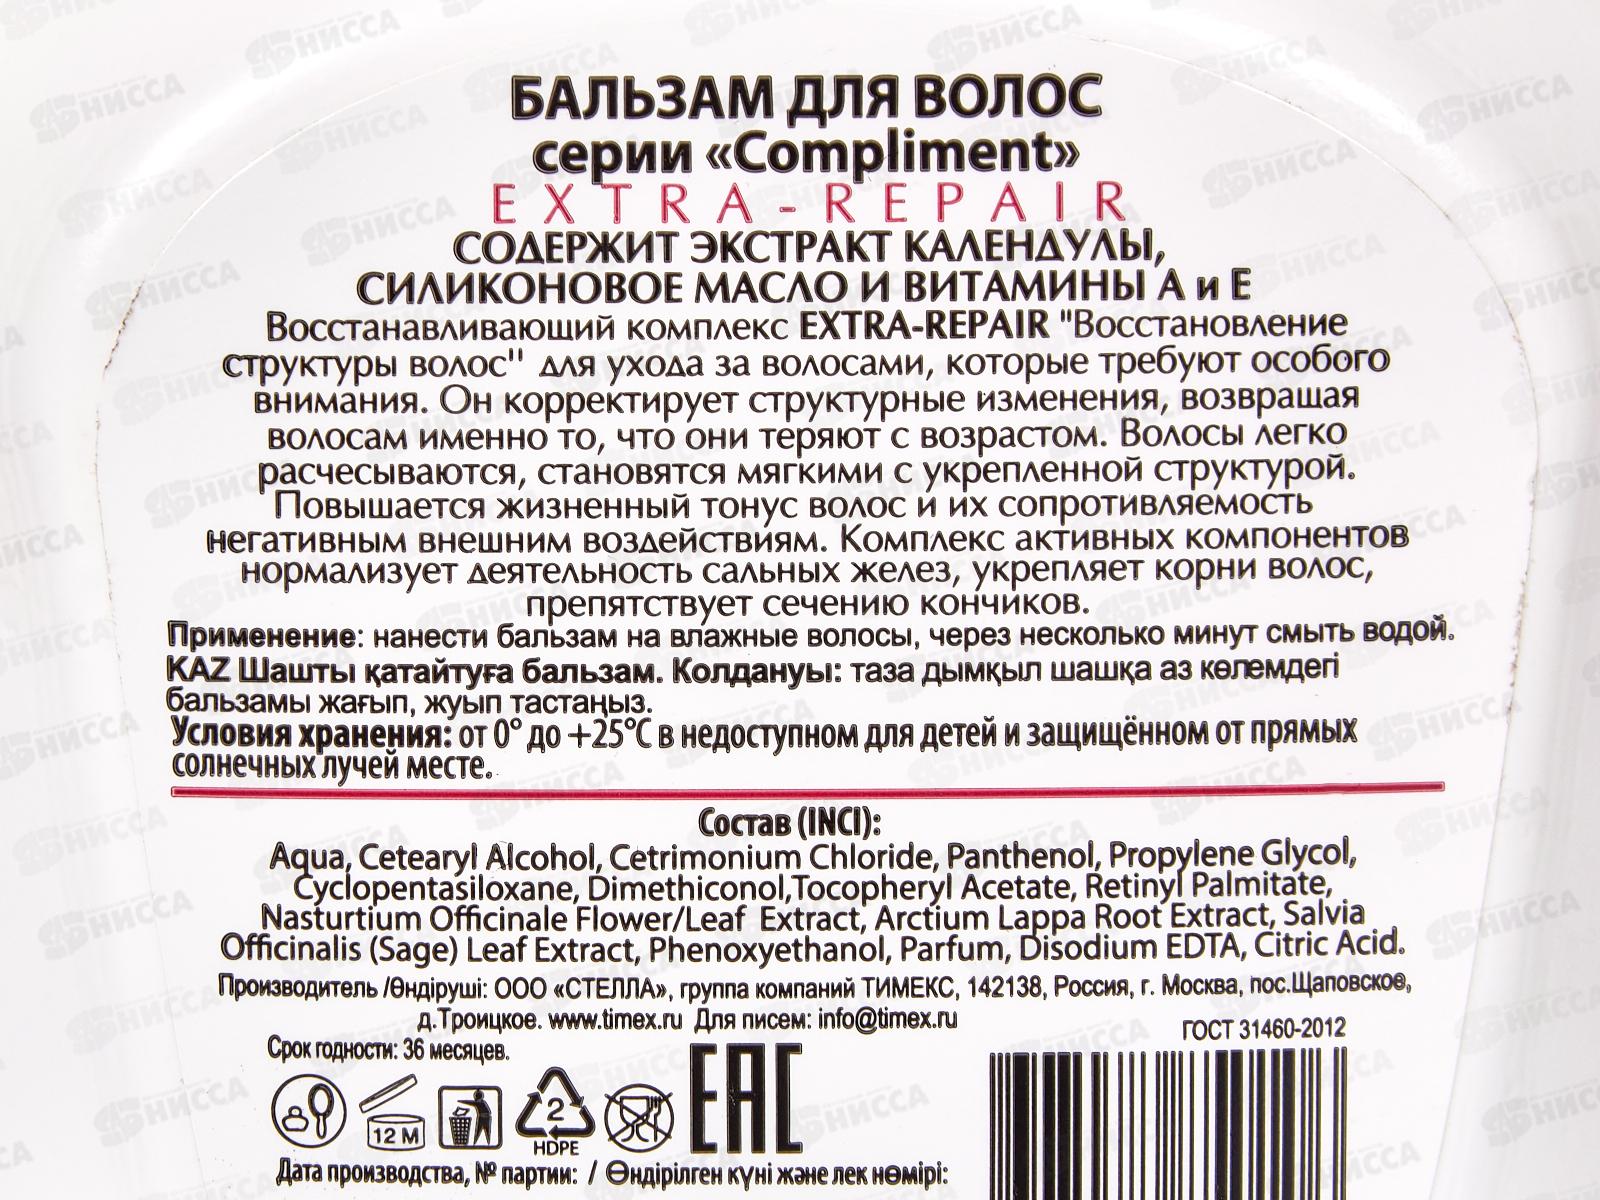 БАЛЬЗАМ ДЛЯ ВОЛОС
серии «Compliment»
EXTRA-REPAIR
СОДЕРЖИТ ЭКСТРАКТ КАЛЕНДУЛЫ,
СИЛИКОНОВОЕ МАСЛО И ВИТАМИНЫ А и Е
Восстанавливающий комплекс EXTRA-REPAIR "Восстановление
структуры волос" для ухода за волосами, которые требуют особого
внимания. Он корректирует структурные изменения, возвращая
волосам именно то, что они теряют с возрастом. Волосы легко
расчесываются, становятся мягкими с укрепленной структурой.
Повышается жизненный тонус волос и их сопротивляемость
негативным внешним воздействиям. Комплекс активных компонентов
нормализует деятельность сальных желез, укрепляет корни волос,
препятствует сечению кончиков.
Применение: нанести бальзам на влажные волосы, через несколько минут смыть водой.
KAZ Шашты қатайтуға бальзам. Колдануы: таза дымқыл шашқа аз көлемдегі
бальзамы жағып, жуып тастаңыз.
Условия хранения: от 0° до +25°С в недоступном для детей и защищённом от прямых
солнечных лучей месте.
Состав (INCI):
Aqua, Cetearyl Alcohol, Cetrimonium Chloride, Panthenol, Propylene Glycol,
Cyclopentasiloxane, Dimethiconol,Tocopheryl Acetate, Retinyl Palmitate,
Nasturtium Officinale Flower/Leaf Extract, Arctium Lappa Root Extract, Salvia
Officinalis (Sage) Leaf Extract, Phenoxyethanol, Parfum, Disodium EDTA, Citric Acid.
Производитель /Өндіруші: ООО «СТЕЛЛА», группа компаний ТИМЕКС, 142138, Россия, г. Москва, пос.Щаповское,
д.Троицкое. www.timex.ru Для писем: info@timex.ru
ГОСТ 31460-2012
Срок годности: 36 месяцев.
12 M
2
HDPE
EAC
Дата производства, № партии: / Өндірілген күні және лек нөмірі:
НИССА